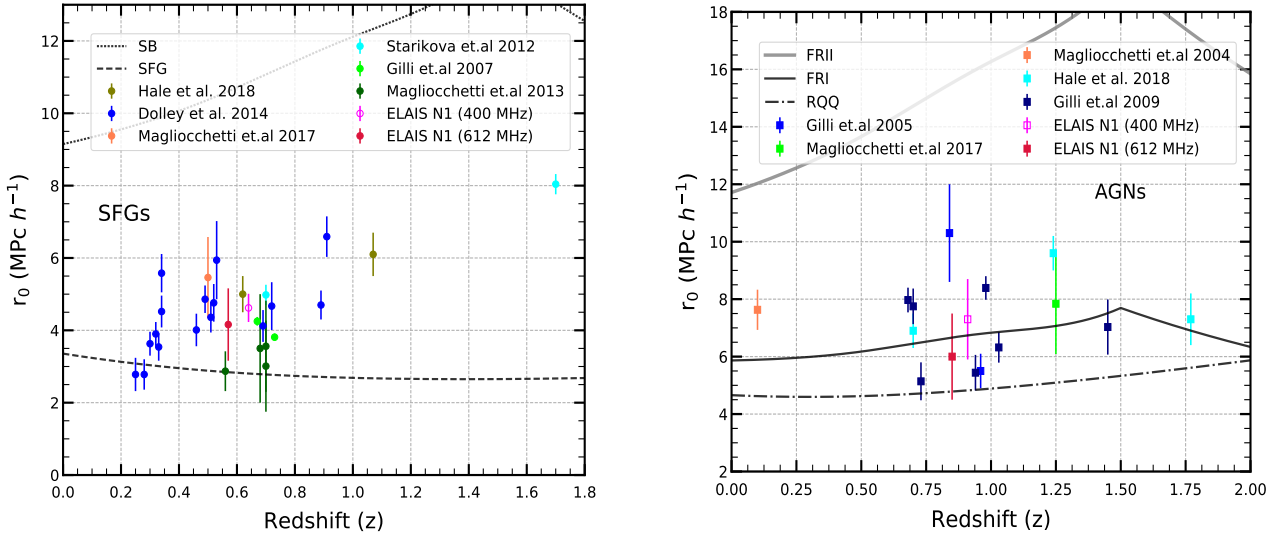 12
10
8
6
4
2
0
r₀ (MPc h⁻¹)
0.0 0.2 0.4 0.6 0.8 1.0 1.2 1.4 1.6 1.8
Redshift (z)
SB
SFG
Hale et al. 2018
Dolley et al. 2014
Magliocchetti et.al 2017
Starikova et.al 2012
Gilli et.al 2007
Magliocchetti et.al 2013
ELAIS N1 (400 MHz)
ELAIS N1 (612 MHz)
SFGs
18
16
14
12
10
8
6
4
2
r₀ (MPc h⁻¹)
0.00 0.25 0.50 0.75 1.00 1.25 1.50 1.75 2.00
Redshift (z)
FRII
FRI
RQQ
Gilli et.al 2005
Magliocchetti et.al 2017
Magliocchetti et.al 2004
Hale et al. 2018
Gilli et.al 2009
ELAIS N1 (400 MHz)
ELAIS N1 (612 MHz)
AGNs